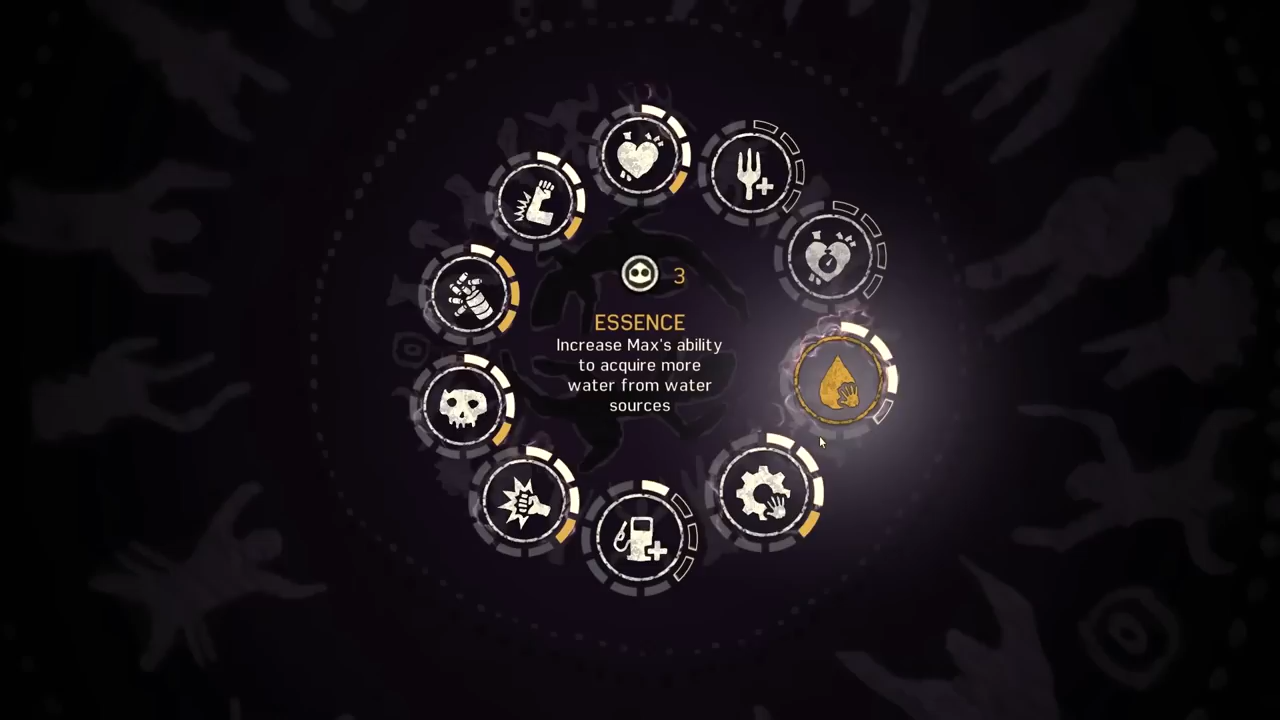 3
ESSENCE
Increase Max's ability
to acquire more
water from water
sources